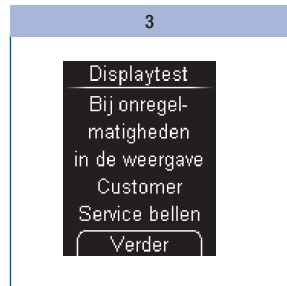 3
Displaytest
Bij onregel-
matigheden
in de weergave
Customer
Service bellen
Verder